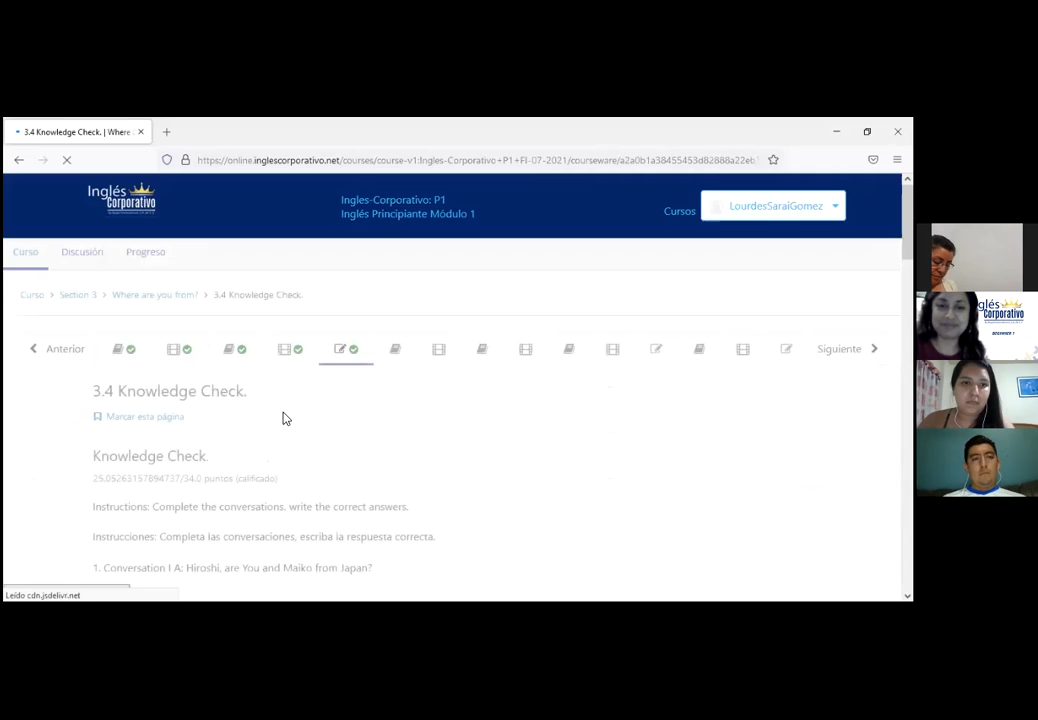 3.4 Knowledge Check. | Where
https://online.inglescorporativo.net/courses/course-v1:Ingles-Corporativo+P1+FI-07-2021/courseware/a2a0b1a38455453d82888a22eb
Inglés
Corporativo
Ingles-Corporativo: P1
Inglés Principiante Módulo 1
Cursos
LourdesSaraiGomez
Curso
Discusión
Progreso
Curso > Section 3 > Where are you from? > 3.4 Knowledge Check.
Anterior
Siguiente
3.4 Knowledge Check.
Marcar esta página
Knowledge Check.
25.05263157894737/34.0 puntos (calificado)
Instructions: Complete the conversations. write the correct answers.
Instrucciones: Completa las conversaciones, escriba la respuesta correcta.
1. Conversation I A: Hiroshi, are You and Maiko from Japan?
Leído cdn.jsdelivr.net
glés
Corporativo
BEGINNER 1